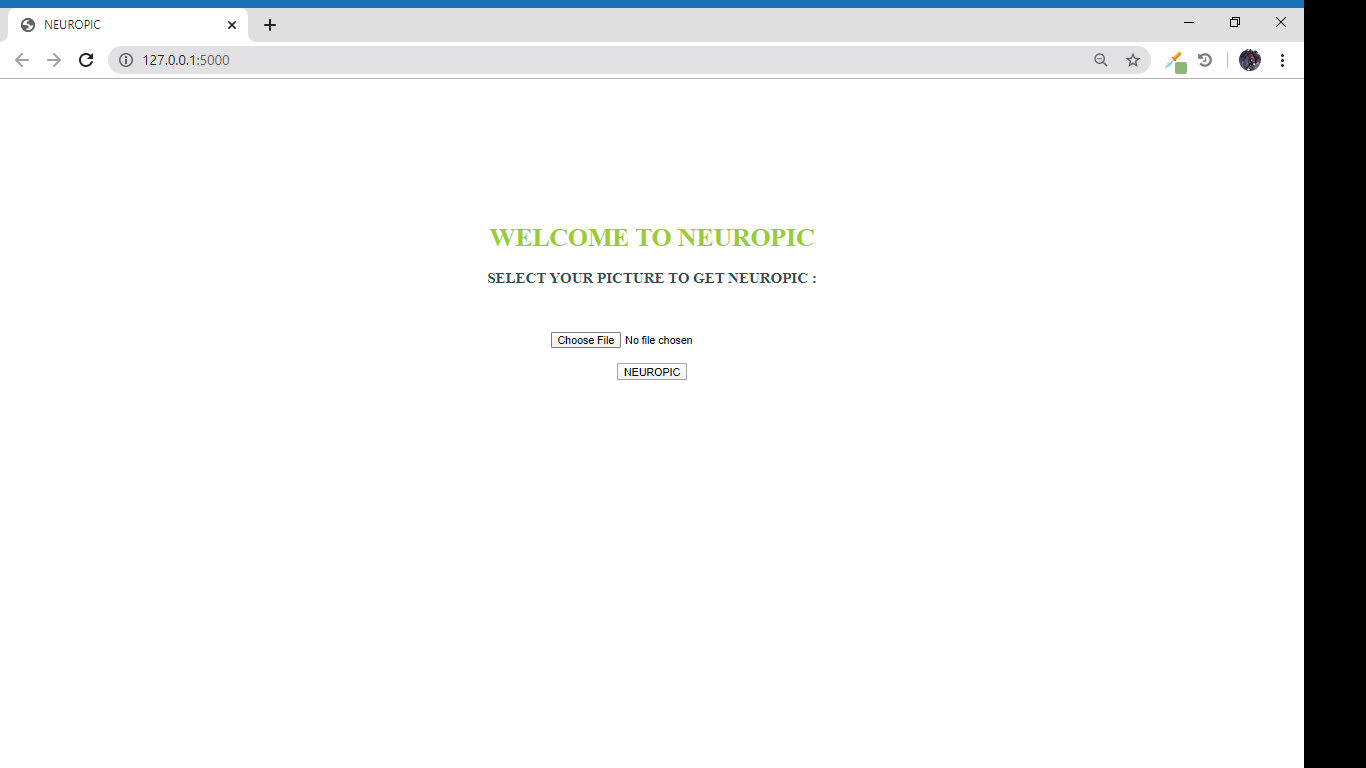 NEUROPIC
127.0.0.1:5000
WELCOME TO NEUROPIC
SELECT YOUR PICTURE TO GET NEUROPIC :
Choose File No file chosen
NEUROPIC